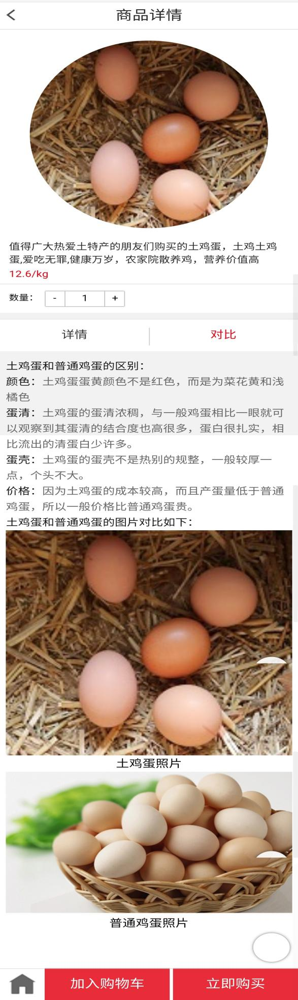 商品详情
值得广大热爱土特产的朋友们购买的土鸡蛋，土鸡土鸡
蛋,爱吃无罪,健康万岁，农家院散养鸡，营养价值高
12.6/kg
数量： - 1 +
详情 对比
土鸡蛋和普通鸡蛋的区别：
颜色：土鸡蛋蛋黄颜色不是红色，而是为菜花黄和浅
橘色
蛋清：土鸡蛋的蛋清浓稠，与一般鸡蛋相比一眼就可
以观察到其蛋清的结合度也高很多，蛋白很扎实，相
比流出的清蛋白少许多。
蛋壳：土鸡蛋的蛋壳不是热别的规整，一般较厚一
点，个头不大。
价格：因为土鸡蛋的成本较高，而且产蛋量低于普通
鸡蛋，所以一般价格比普通鸡蛋贵。
土鸡蛋和普通鸡蛋的图片对比如下：
土鸡蛋照片
普通鸡蛋照片
加入购物车 立即购买